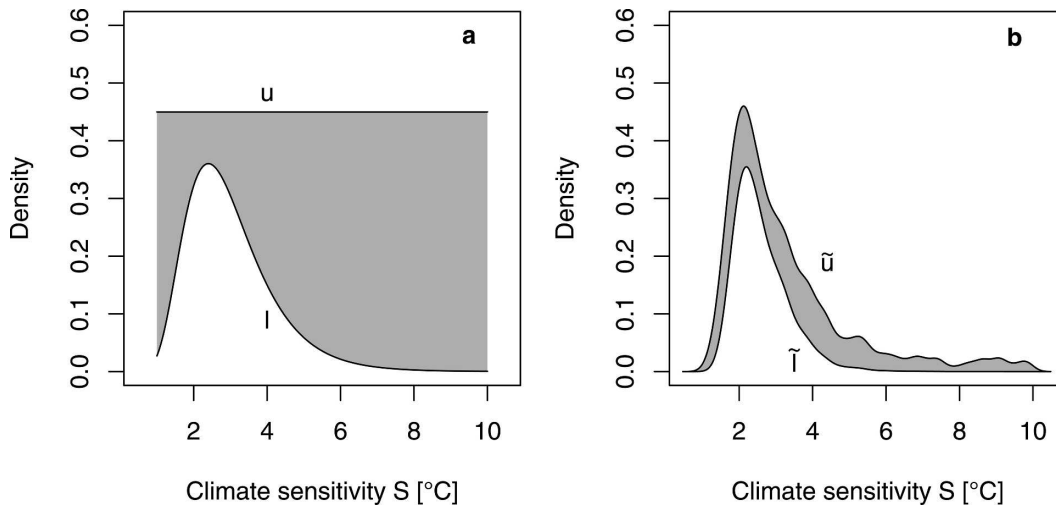 a
u
l
Density
0.0 0.1 0.2 0.3 0.4 0.5 0.6
2 4 6 8 10
Climate sensitivity S [°C]
b
ũ
l̃
Density
0.0 0.1 0.2 0.3 0.4 0.5 0.6
2 4 6 8 10
Climate sensitivity S [°C]